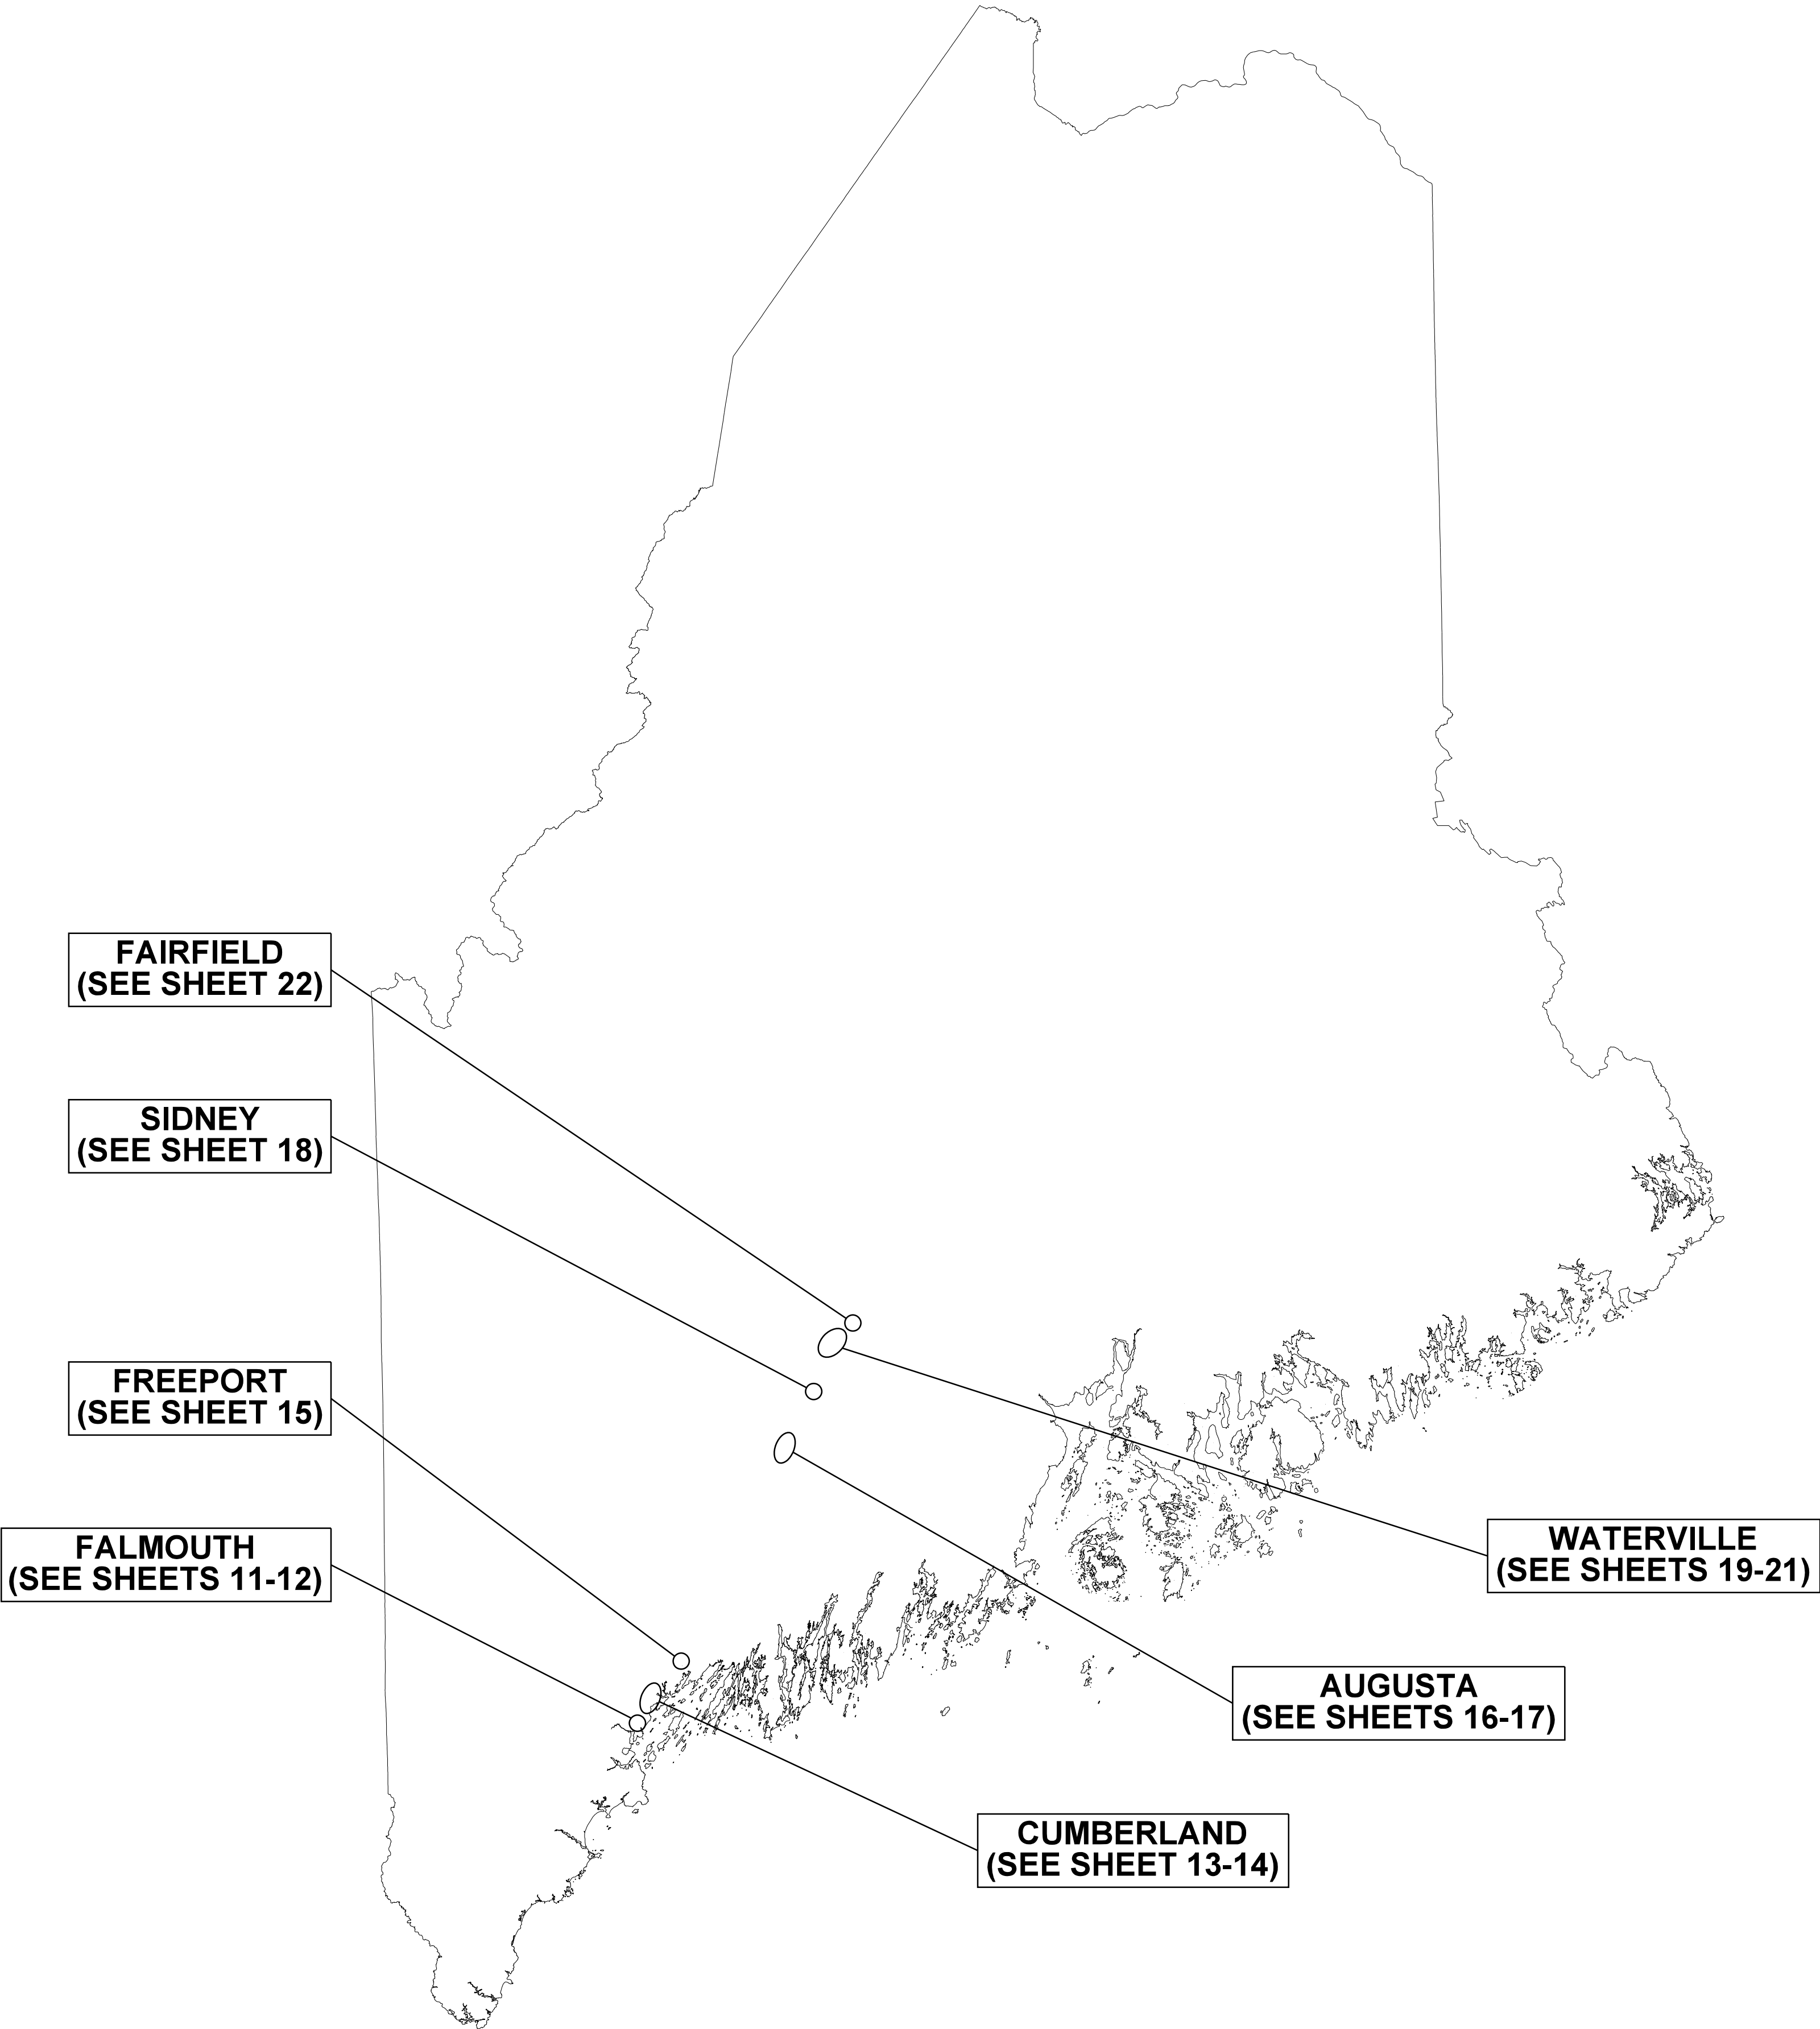 FAIRFIELD
(SEE SHEET 22)
SIDNEY
(SEE SHEET 18)
FREEPORT
(SEE SHEET 15)
FALMOUTH
(SEE SHEETS 11-12)
WATERVILLE
(SEE SHEETS 19-21)
AUGUSTA
(SEE SHEETS 16-17)
CUMBERLAND
(SEE SHEET 13-14)